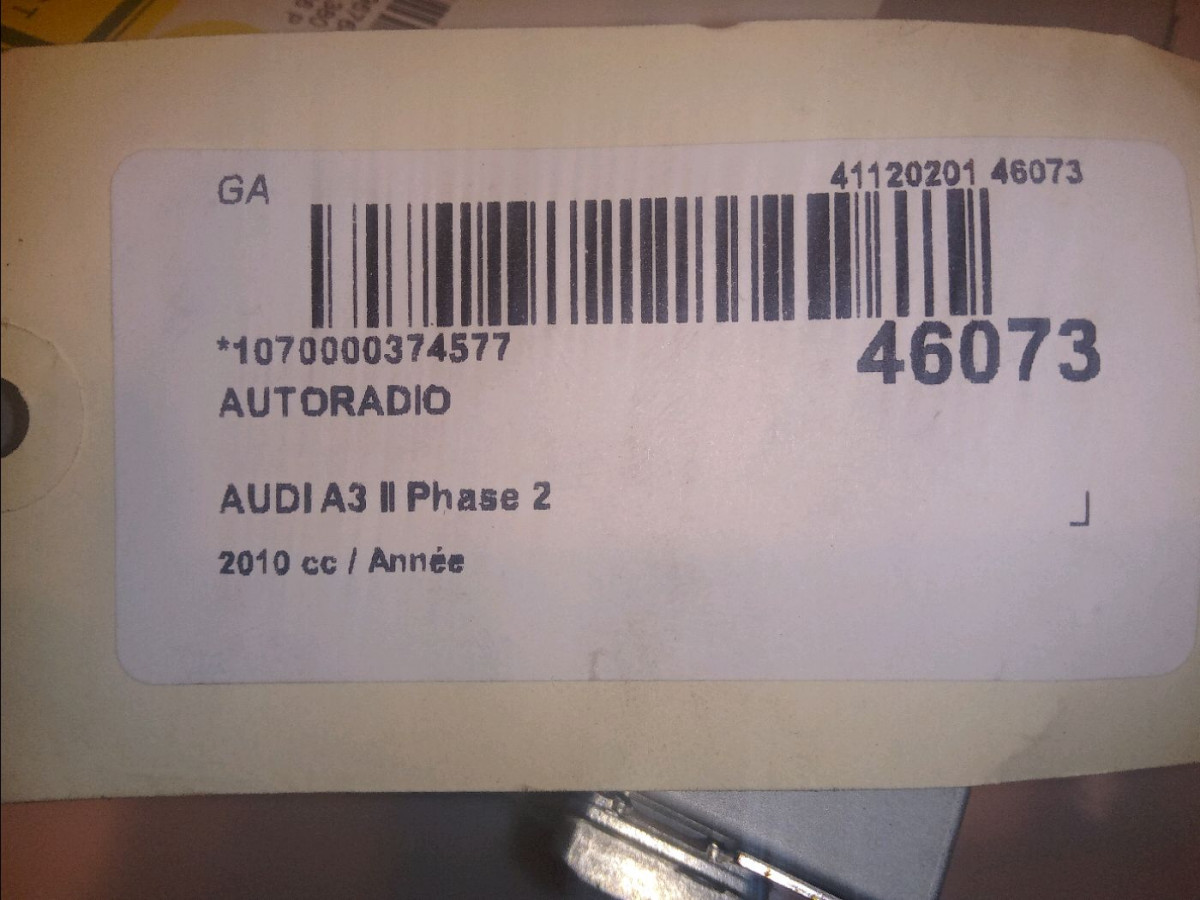 GA
41120201 46073
*1070000374577
46073
AUTORADIO
AUDI A3 II Phase 2
2010 cc / Année